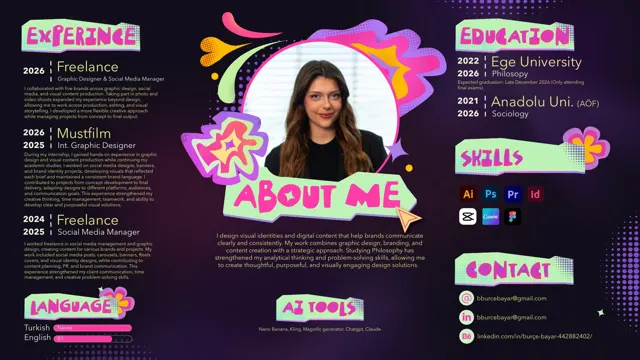 EXPERINCE
2026
Freelance
Graphic Designer & Social Media Manager
I collaborated with five brands across graphic design, social
media, and visual content production. Taking part in photo and
video shoots expanded my experience beyond design,
allowing me to work across production, editing, and visual
storytelling. I developed a more flexible creative approach
while managing projects from concept to final output.
2026
2025
Mustfilm
Int. Graphic Designer
During my internship, I gained hands-on experience in graphic
design and visual production while continuing my
academic studies. I worked on social media designs, banners,
and brand identity projects, developing visuals that reflected
each brief and maintained a consistent brand language. I
contributed to projects from concept development to final
delivery, adapting designs to different platforms, audiences,
and communication goals. This experience strengthened my
creative thinking, time management, teamwork, and ability to
develop clear and purposeful visual solutions.
2024
2025
Freelance
Social Media Manager
I worked freelance in social media management and graphic
design, creating content for various brands and projects. My
work included social media posts, carousels, banners, Reels
covers, and visual identity designs, while contributing to
content planning, PR, and brand communication. This
experience strengthened my client communication, time
management, and creative problem-solving skills.
LANGUAGE
Turkish
Native
English
B1
ABOUT ME
I design visual identities and digital content that help brands communicate
clearly and consistently. My work combines graphic design, branding, and
content creation with a strategic approach. Studying Philosophy has
strengthened my analytical thinking and problem-solving skills, allowing me
to create thoughtful, purposeful, and visually engaging design solutions.
AI TOOLS
Nano Banana, Kling, Magnific generator, Chatgpt, Claude
EDUCATION
2022
2026
Ege University
Philosopy
Expected graduation: Late December 2026 (Only attending
final exams).
2021
2026
Anadolu Uni. (AÖF)
Sociology
SKILLS
Ai
Ps
Pr
Id
Canva
CONTACT
@
bburcebayar@gmail.com
in
bburcebayar@gmail.com
Bē
linkedin.com/in/burçe-bayar-442882402/